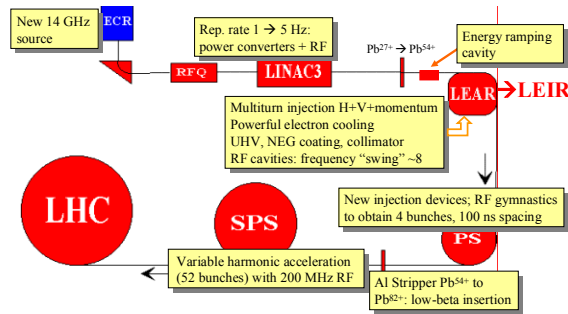 New 14 GHz
source
ECR
Rep. rate 1 → 5 Hz:
power converters + RF
RFQ
LINAC3
Pb²⁷⁺ → Pb⁵⁴⁺
Energy ramping
cavity
LEAR
→LEIR
Multiturn injection H+V+momentum
Powerful electron cooling
UHV, NEG coating, collimator
RF cavities: frequency “swing” ~8
LHC
SPS
New injection devices; RF gymnastics
to obtain 4 bunches, 100 ns spacing
PS
Variable harmonic acceleration
(52 bunches) with 200 MHz RF
Al Stripper Pb⁵⁴⁺ to
Pb⁸²⁺: low-beta insertion